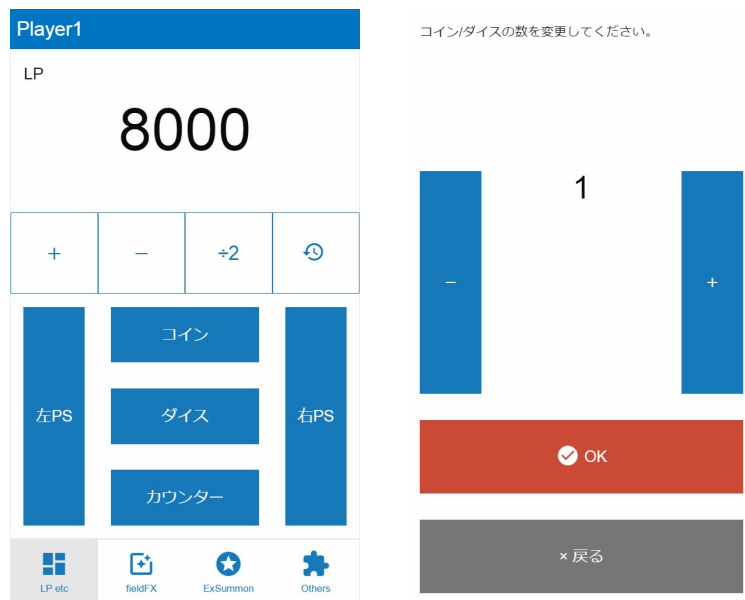 Player1
LP
8000
+
−
÷2
左PS
コイン
ダイス
カウンター
右PS
LP etc
fieldFX
ExSummon
Others
コイン/ダイスの数を変更してください。
1
−
+
OK
× 戻る